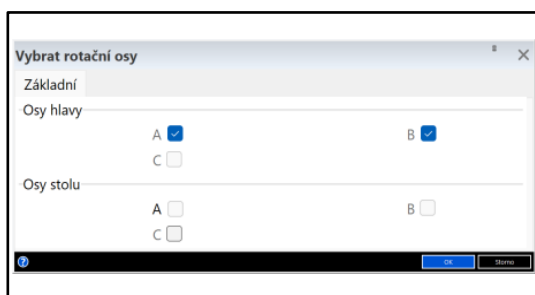 Vybrat rotační osy
Základní
Osy hlavy
A B
C
Osy stolu
A B
C
? OK Storno